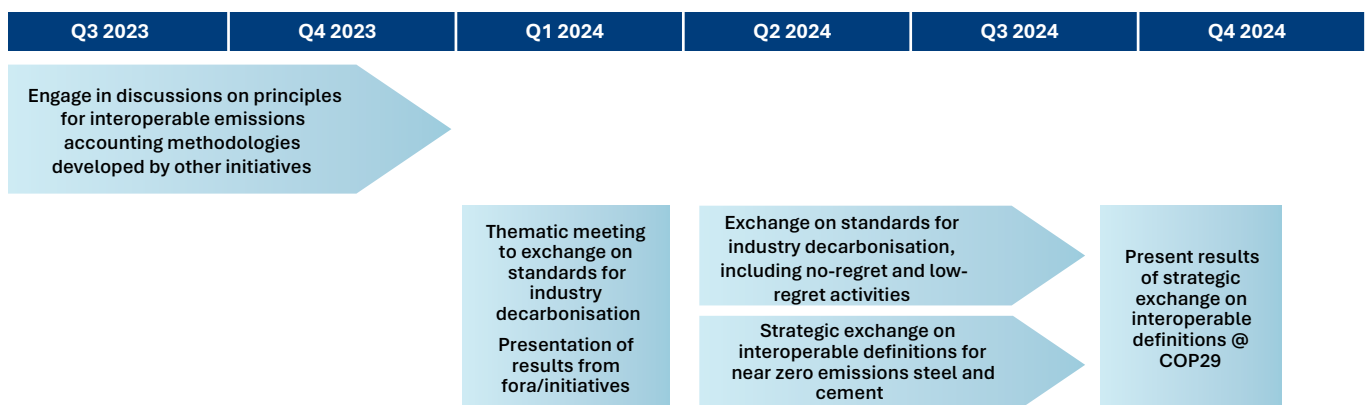 Q3 2023
Q4 2023
Q1 2024
Q2 2024
Q3 2024
Q4 2024
Engage in discussions on principles
for interoperable emissions
accounting methodologies
developed by other initiatives
Thematic meeting
to exchange on
standards for
industry
decarbonisation
Presentation of
results from
fora/initiatives
Exchange on standards for
industry decarbonisation,
including no-regret and low-
regret activities
Strategic exchange on
interoperable definitions for
near zero emissions steel and
cement
Present results
of strategic
exchange on
interoperable
definitions @
COP29